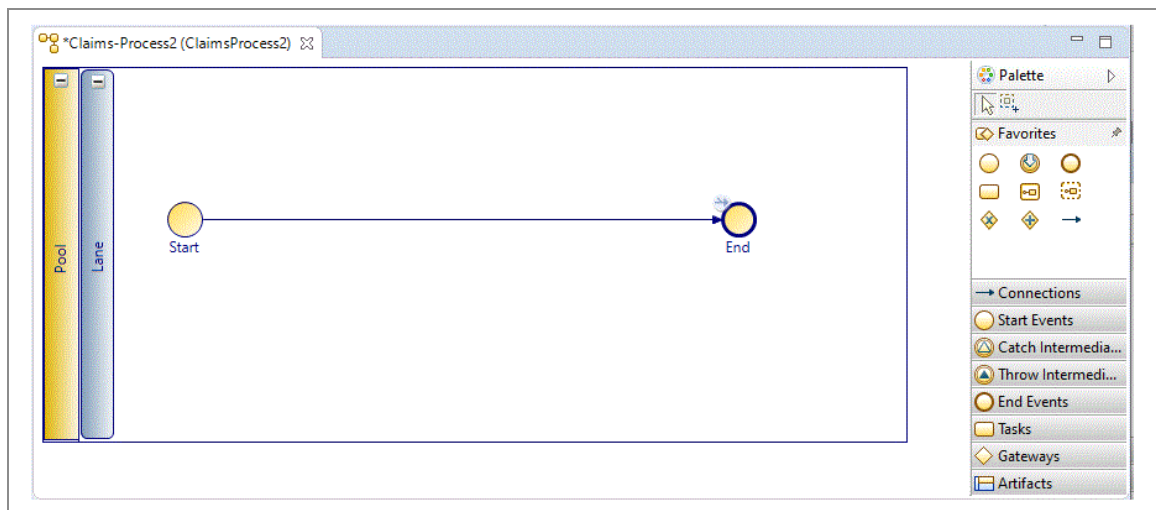 *Claims-Process2 (ClaimsProcess2)
Pool
Lane
Start
End
Palette
Favorites
Connections
Start Events
Catch Intermedia...
Throw Intermedi...
End Events
Tasks
Gateways
Artifacts